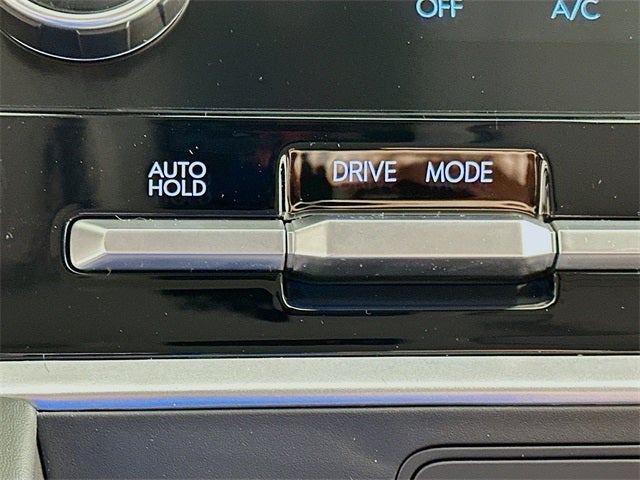 OFF A/C
AUTO
HOLD
DRIVE MODE